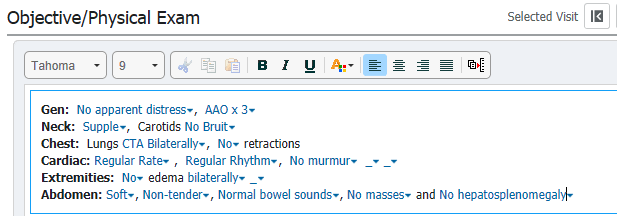 Objective/Physical Exam
Selected Visit
Tahoma 9 B I U A
Gen: No apparent distress, AAO x 3
Neck: Supple, Carotids No Bruit
Chest: Lungs CTA Bilaterally, No retractions
Cardiac: Regular Rate , Regular Rhythm, No murmur _ _
Extremities: No edema bilaterally _
Abdomen: Soft, Non-tender, Normal bowel sounds, No masses and No hepatosplenomegaly